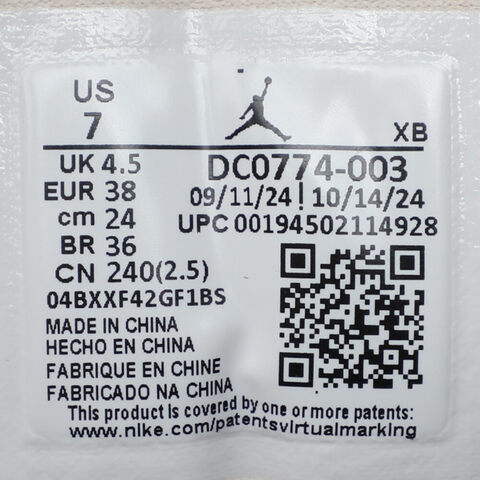 US
7 XB
UK 4.5 DC0774-003
EUR 38 09/11/24 | 10/14/24
cm 24 UPC 00194502114928
BR 36
CN 240(2.5)
04BXXF42GF1BS
MADE IN CHINA
HECHO EN CHINA
FABRIQUE EN CHINE
FABRICADO NA CHINA
This product is covered by one or more patents:
www.nike.com/patentsvirtualmarking